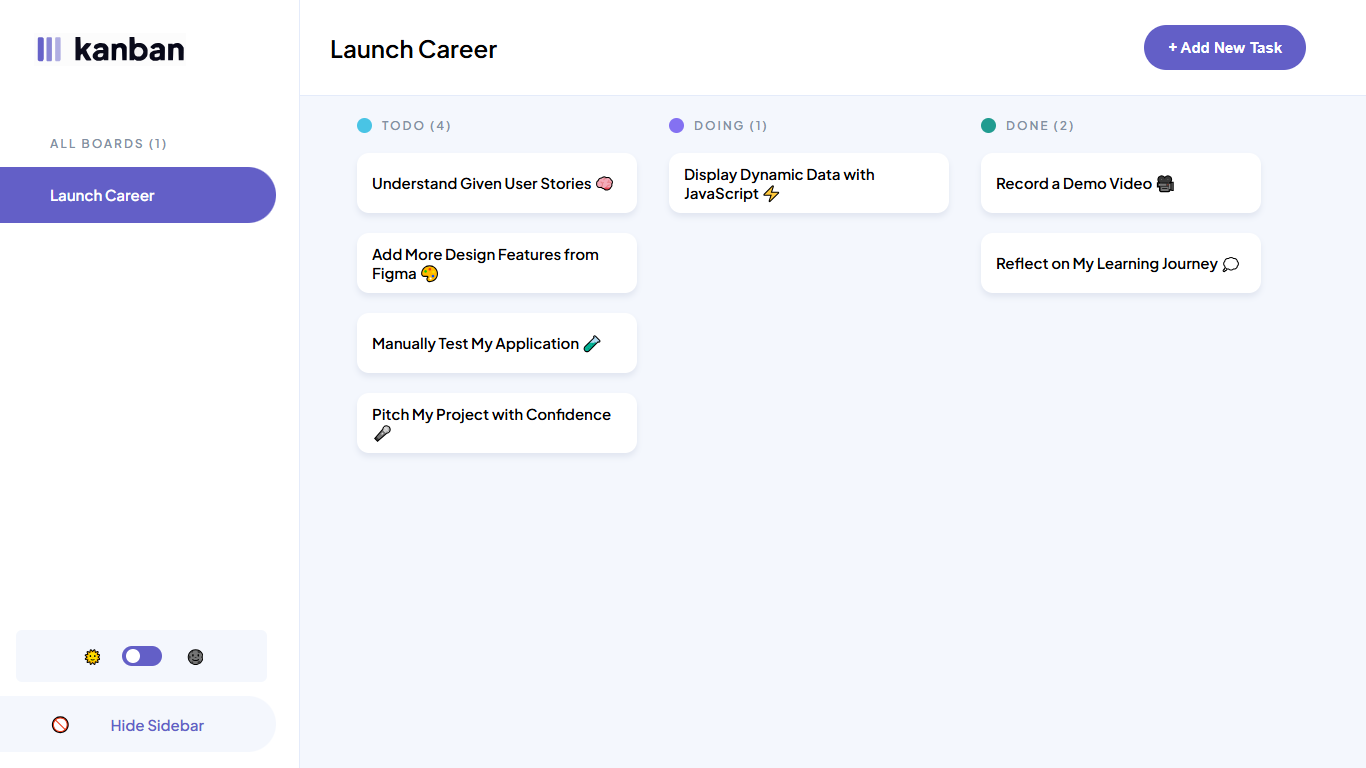 kanban
Launch Career
+ Add New Task
ALL BOARDS (1)
Launch Career
TODO (4)
Understand Given User Stories 🧠
Add More Design Features from
Figma 🎨
Manually Test My Application 🧪
Pitch My Project with Confidence
🎤
DOING (1)
Display Dynamic Data with
JavaScript ⚡
DONE (2)
Record a Demo Video 🎥
Reflect on My Learning Journey 💭
🌞
🌚
🚫 Hide Sidebar